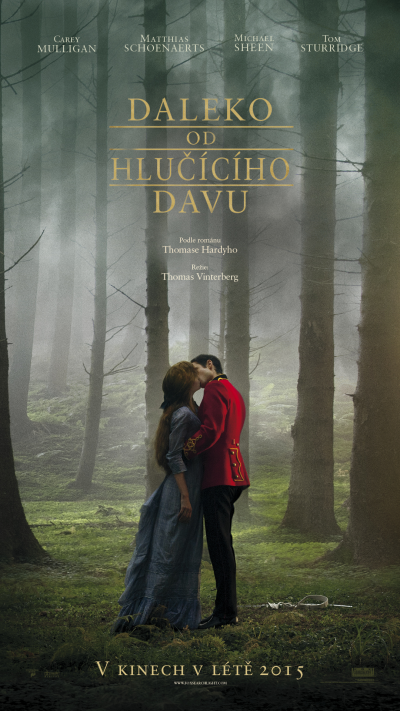 CAREY MATTHIAS MICHAEL TOM
MULLIGAN SCHOENAERTS SHEEN STURRIDGE
DALEKO
OD
HLUČÍCÍHO
DAVU
Podle románu
Thomase Hardyho
Režie
Thomas Vinterberg
V KINECH V LÉTĚ 2015